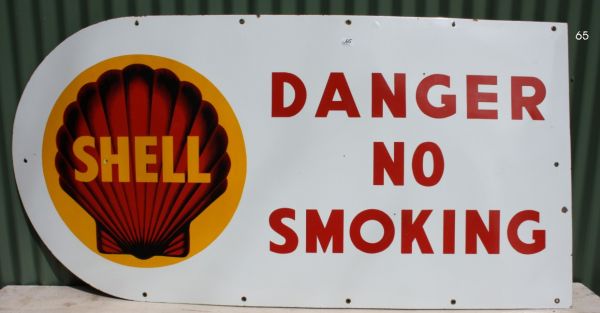 SHELL
DANGER
NO
SMOKING
65